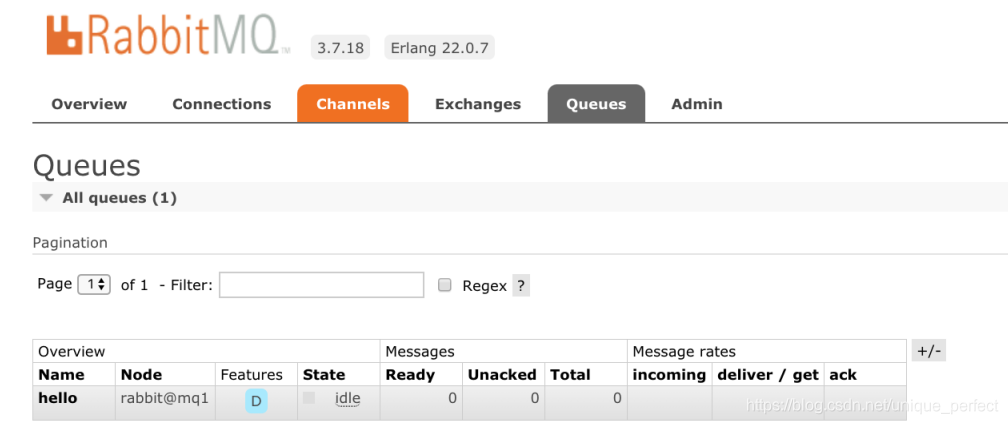 RabbitMQ TM 3.7.18 Erlang 22.0.7
Overview Connections Channels Exchanges Queues Admin
Queues
All queues (1)
Pagination
Page 1 of 1 - Filter: Regex ?
Overview Messages Message rates +/-
Name Node Features State Ready Unacked Total incoming deliver / get ack
hello rabbit@mq1 D idle 0 0 0
https://blog.csdn.net/unique_perfect